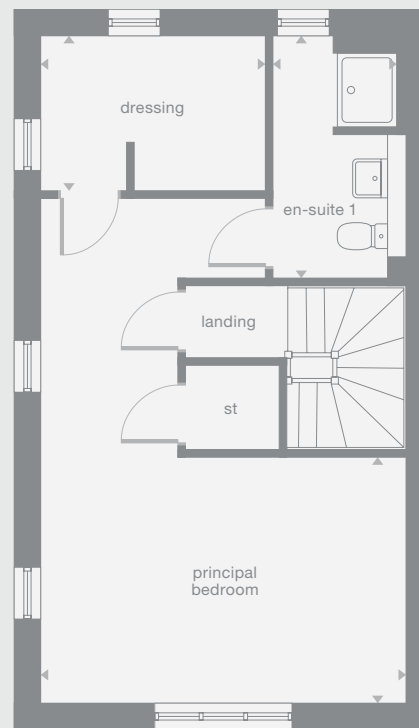 dressing
en-suite 1
landing
st
principal
bedroom